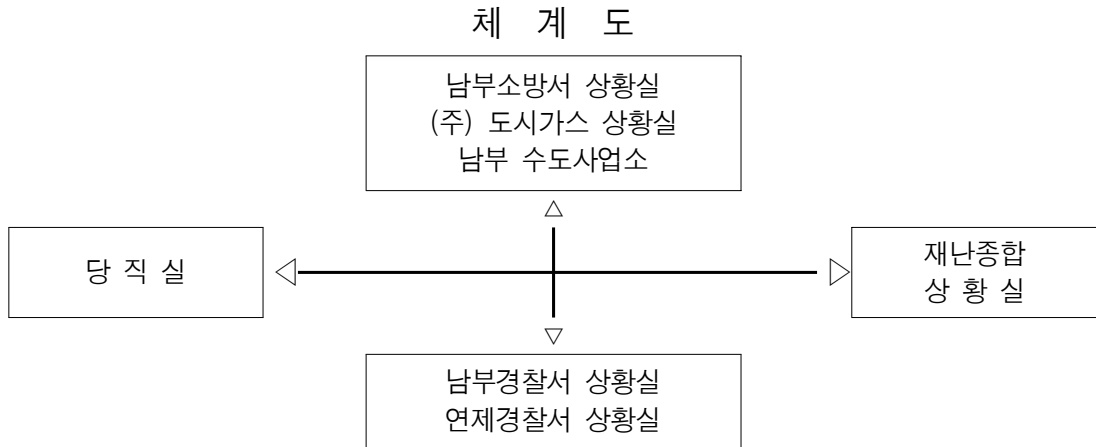 체 계 도
남부소방서 상황실
(주) 도시가스 상황실
남부 수도사업소
당 직 실
재난종합
상 황 실
남부경찰서 상황실
연제경찰서 상황실